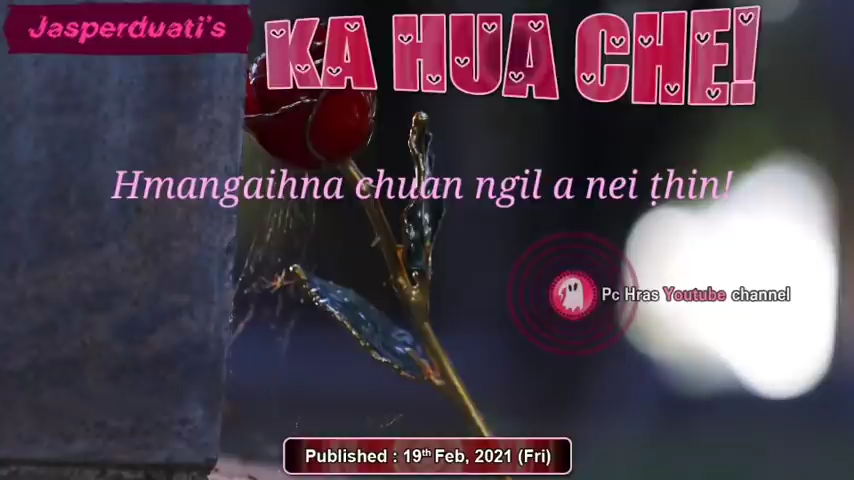 Jasperduati's
KA HUA CHE!
Hmangaihna chuan ngil a nei ṭhin!
Pc Hras Youtube channel
Published : 19th Feb, 2021 (Fri)